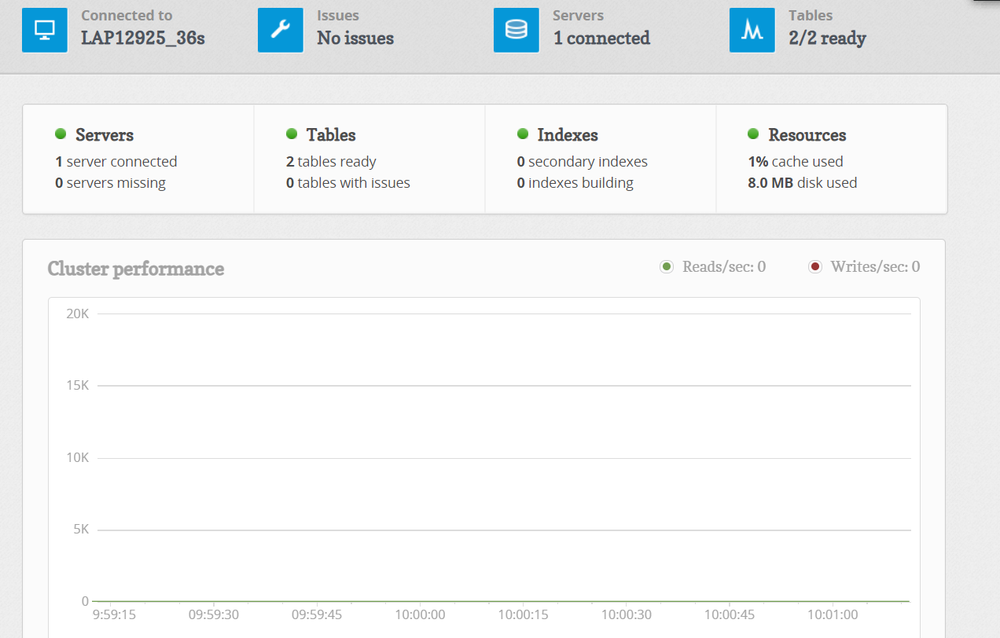 Connected to
LAP12925_36s
Issues
No issues
Servers
1 connected
Tables
2/2 ready
Servers
1 server connected
0 servers missing
Tables
2 tables ready
0 tables with issues
Indexes
0 secondary indexes
0 indexes building
Resources
1% cache used
8.0 MB disk used
Cluster performance
Reads/sec: 0
Writes/sec: 0
20K
15K
10K
5K
0
9:59:15 09:59:30 09:59:45 10:00:00 10:00:15 10:00:30 10:00:45 10:01:00